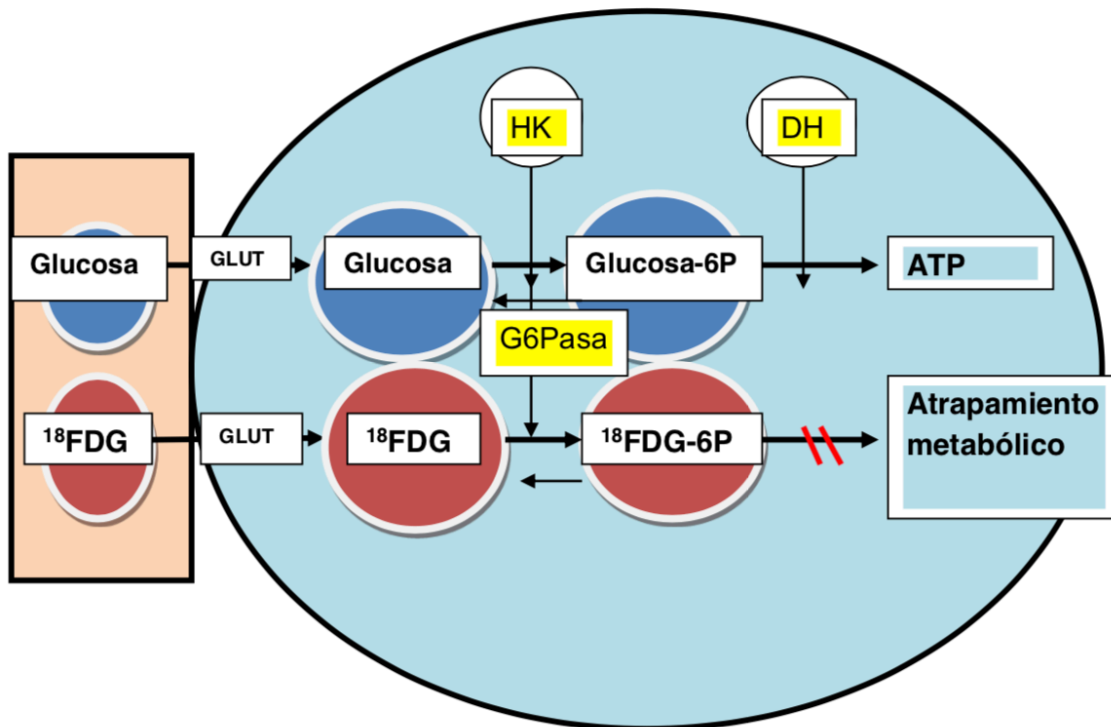 HK
DH
Glucosa
GLUT
Glucosa
Glucosa-6P
ATP
G6Pasa
¹⁸FDG
GLUT
¹⁸FDG
¹⁸FDG-6P
Atrapamiento
metabólico